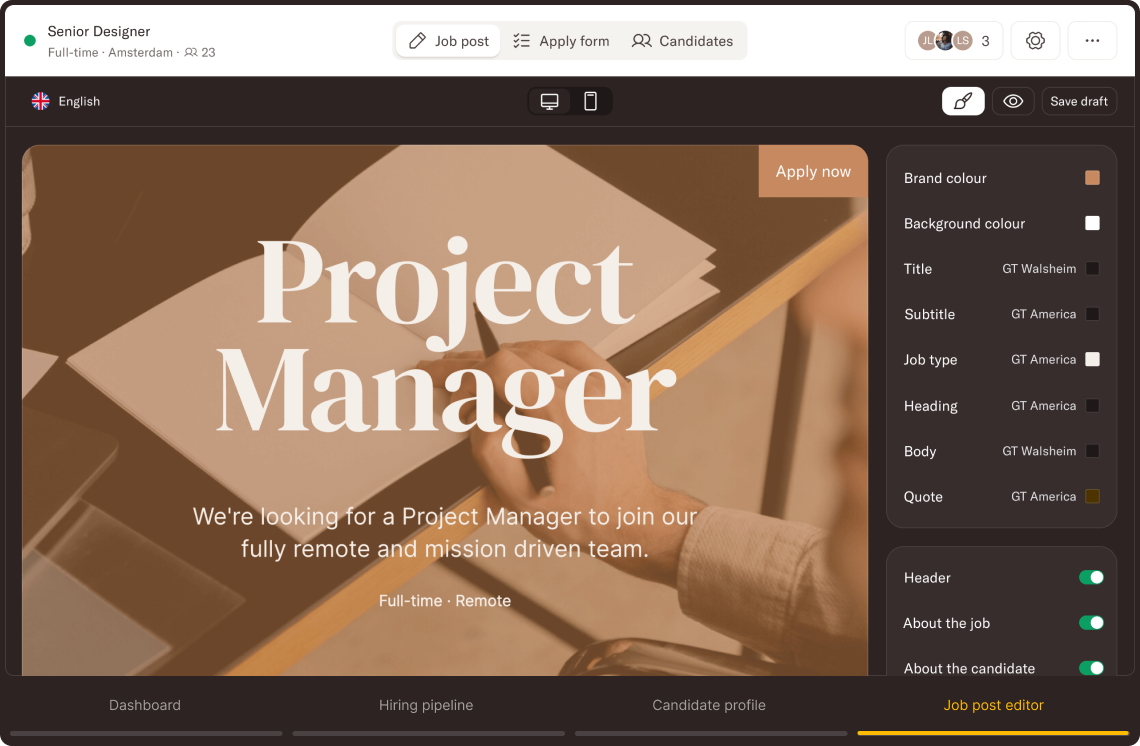 Senior Designer
Full-time · Amsterdam · 23
Job post
Apply form
Candidates
JL
LS
3
English
Save draft
Apply now
Project
Manager
We're looking for a Project Manager to join our
fully remote and mission driven team.
Full-time · Remote
Brand colour
Background colour
Title GT Walsheim
Subtitle GT America
Job type GT America
Heading GT America
Body GT Walsheim
Quote GT America
Header
About the job
About the candidate
Dashboard
Hiring pipeline
Candidate profile
Job post editor